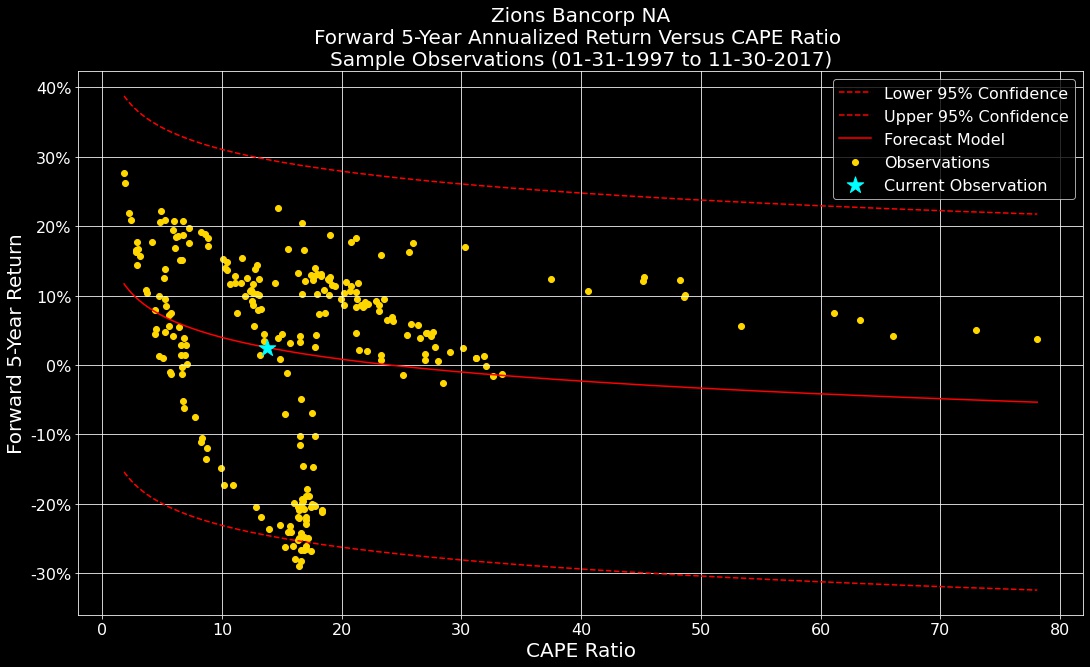 Zions Bancorp NA
Forward 5-Year Annualized Return Versus CAPE Ratio
Sample Observations (01-31-1997 to 11-30-2017)
Lower 95% Confidence
Upper 95% Confidence
Forecast Model
Observations
Current Observation
Forward 5-Year Return
40%
30%
20%
10%
0%
-10%
-20%
-30%
0 10 20 30 40 50 60 70 80
CAPE Ratio